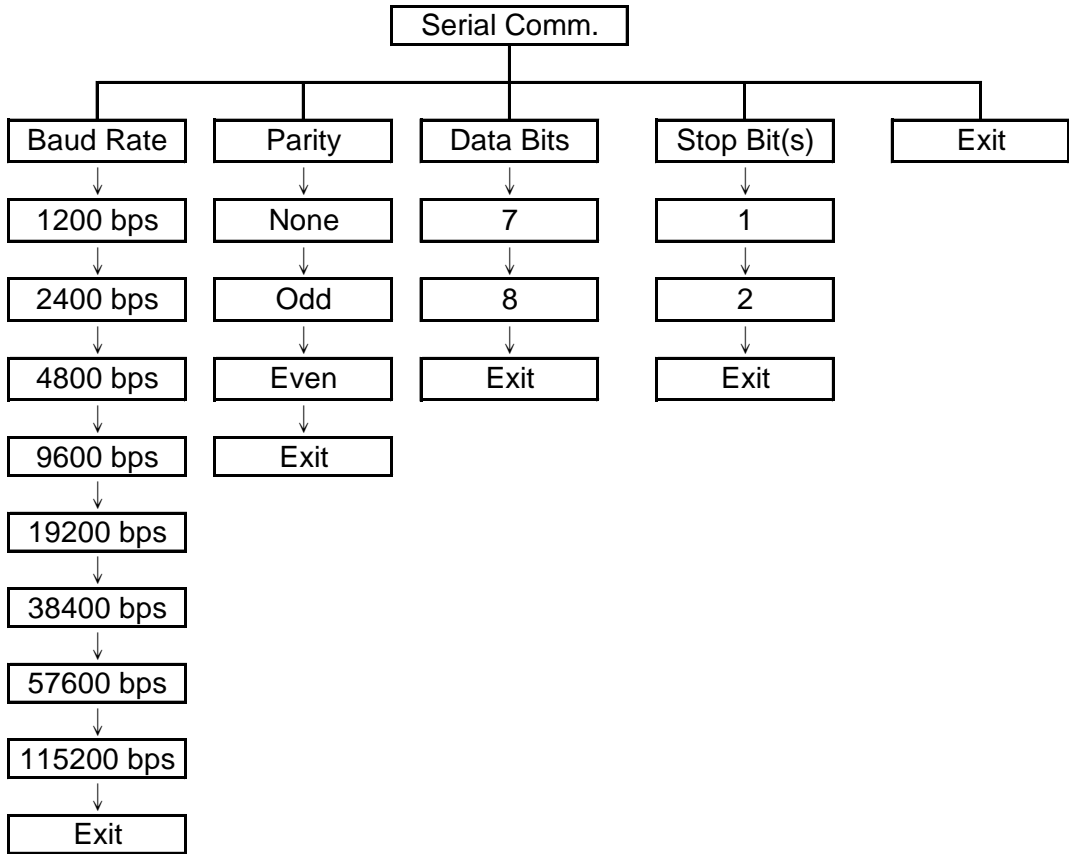 Serial Comm.
Baud Rate
Parity
Data Bits
Stop Bit(s)
Exit
1200 bps
None
7
1
2400 bps
Odd
8
2
4800 bps
Even
Exit
Exit
9600 bps
Exit
19200 bps
38400 bps
57600 bps
115200 bps
Exit